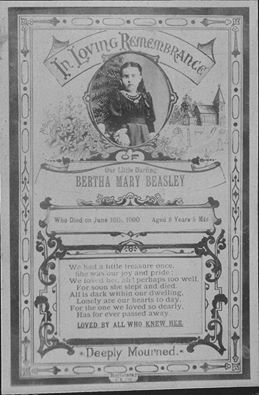 In Loving Remembrance
OF
Our Little Darling
BERTHA MARY BEASLEY
Who Died on June 16th, 1900 Aged 8 Years 5 Mos
We had a little treasure once,
She was our joy and pride;
We loved her, ah! perhaps too well,
For soon she slept and died.
All is dark within our dwelling,
Lonely are our hearts to day,
For the one we loved so dearly
Has for ever passed away.
LOVED BY ALL WHO KNEW HER.
Deeply Mourned.